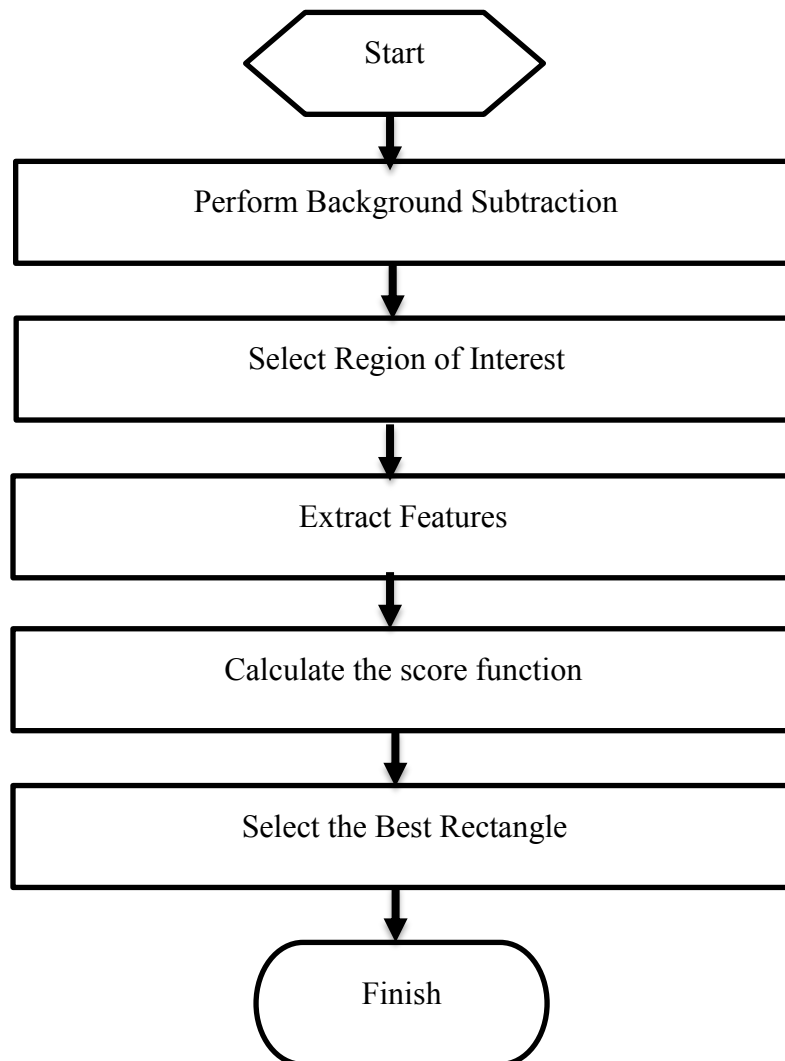 Start
Perform Background Subtraction
Select Region of Interest
Extract Features
Calculate the score function
Select the Best Rectangle
Finish